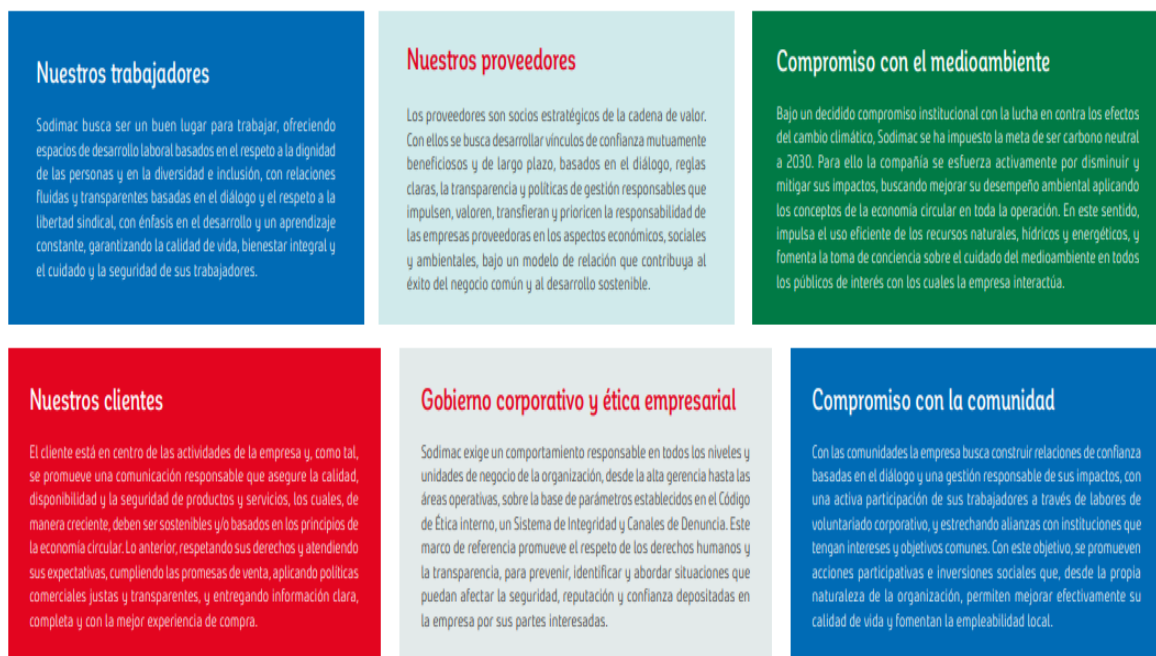 Nuestros trabajadores
Sodimac busca ser un buen lugar para trabajar, ofreciendo
espacios de desarrollo laboral basados en el respeto a la dignidad
de las personas y en la diversidad e inclusión, con relaciones
fluidas y transparentes basadas en el diálogo y el respeto a la
libertad sindical, con énfasis en el desarrollo y un aprendizaje
constante, garantizando la calidad de vida, bienestar integral y
el cuidado y la seguridad de sus trabajadores.
Nuestros proveedores
Los proveedores son socios estratégicos de la cadena de valor.
Con ellos se busca desarrollar vínculos de confianza mutuamente
beneficiosos y de largo plazo, basados en el diálogo, reglas
claras, la transparencia y políticas de gestión responsables que
impulsen, valoren, transfieran y prioricen la responsabilidad de
las empresas proveedoras en los aspectos económicos, sociales
y ambientales, bajo un modelo de relación que contribuya al
éxito del negocio común y al desarrollo sostenible.
Compromiso con el medioambiente
Bajo un decidido compromiso institucional con la lucha en contra los efectos
del cambio climático, Sodimac se ha impuesto la meta de ser carbono neutral
a 2030. Para ello la compañía se esfuerza activamente por disminuir y
mitigar sus impactos, buscando mejorar su desempeño ambiental aplicando
los conceptos de la economía circular en toda la operación. En este sentido,
impulsa el uso eficiente de los recursos naturales, hídricos y energéticos, y
fomenta la toma de conciencia sobre el cuidado del medioambiente en todos
los públicos de interés con los cuales la empresa interactúa.
Nuestros clientes
El cliente está en centro de las actividades de la empresa y, como tal,
se promueve una comunicación responsable que asegure la calidad,
disponibilidad y la seguridad de productos y servicios, los cuales, de
manera creciente, deben ser sostenibles y/o basados en los principios de
la economía circular. Lo anterior, respetando sus derechos y atendiendo
sus expectativas, cumpliendo las promesas de venta, aplicando políticas
comerciales justas y transparentes, y entregando información clara,
completa y con la mejor experiencia de compra.
Gobierno corporativo y ética empresarial
Sodimac exige un comportamiento responsable en todos los niveles y
unidades de negocio de la organización, desde la alta gerencia hasta las
áreas operativas, sobre la base de parámetros establecidos en el Código
de Ética interno, un Sistema de Integridad y Canales de Denuncia. Este
marco de referencia promueve el respeto de los derechos humanos y
la transparencia, para prevenir, identificar y abordar situaciones que
puedan afectar la seguridad, reputación y confianza depositadas en
la empresa por sus partes interesadas.
Compromiso con la comunidad
Con las comunidades la empresa busca construir relaciones de confianza
basadas en el diálogo y una gestión responsable de sus impactos, con
una activa participación de sus trabajadores a través de labores de
voluntariado corporativo, y estrechando alianzas con instituciones que
tengan intereses y objetivos comunes. Con este objetivo, se promueven
acciones participativas e inversiones sociales que, desde la propia
naturaleza de la organización, permiten mejorar efectivamente su
calidad de vida y fomentan la empleabilidad local.